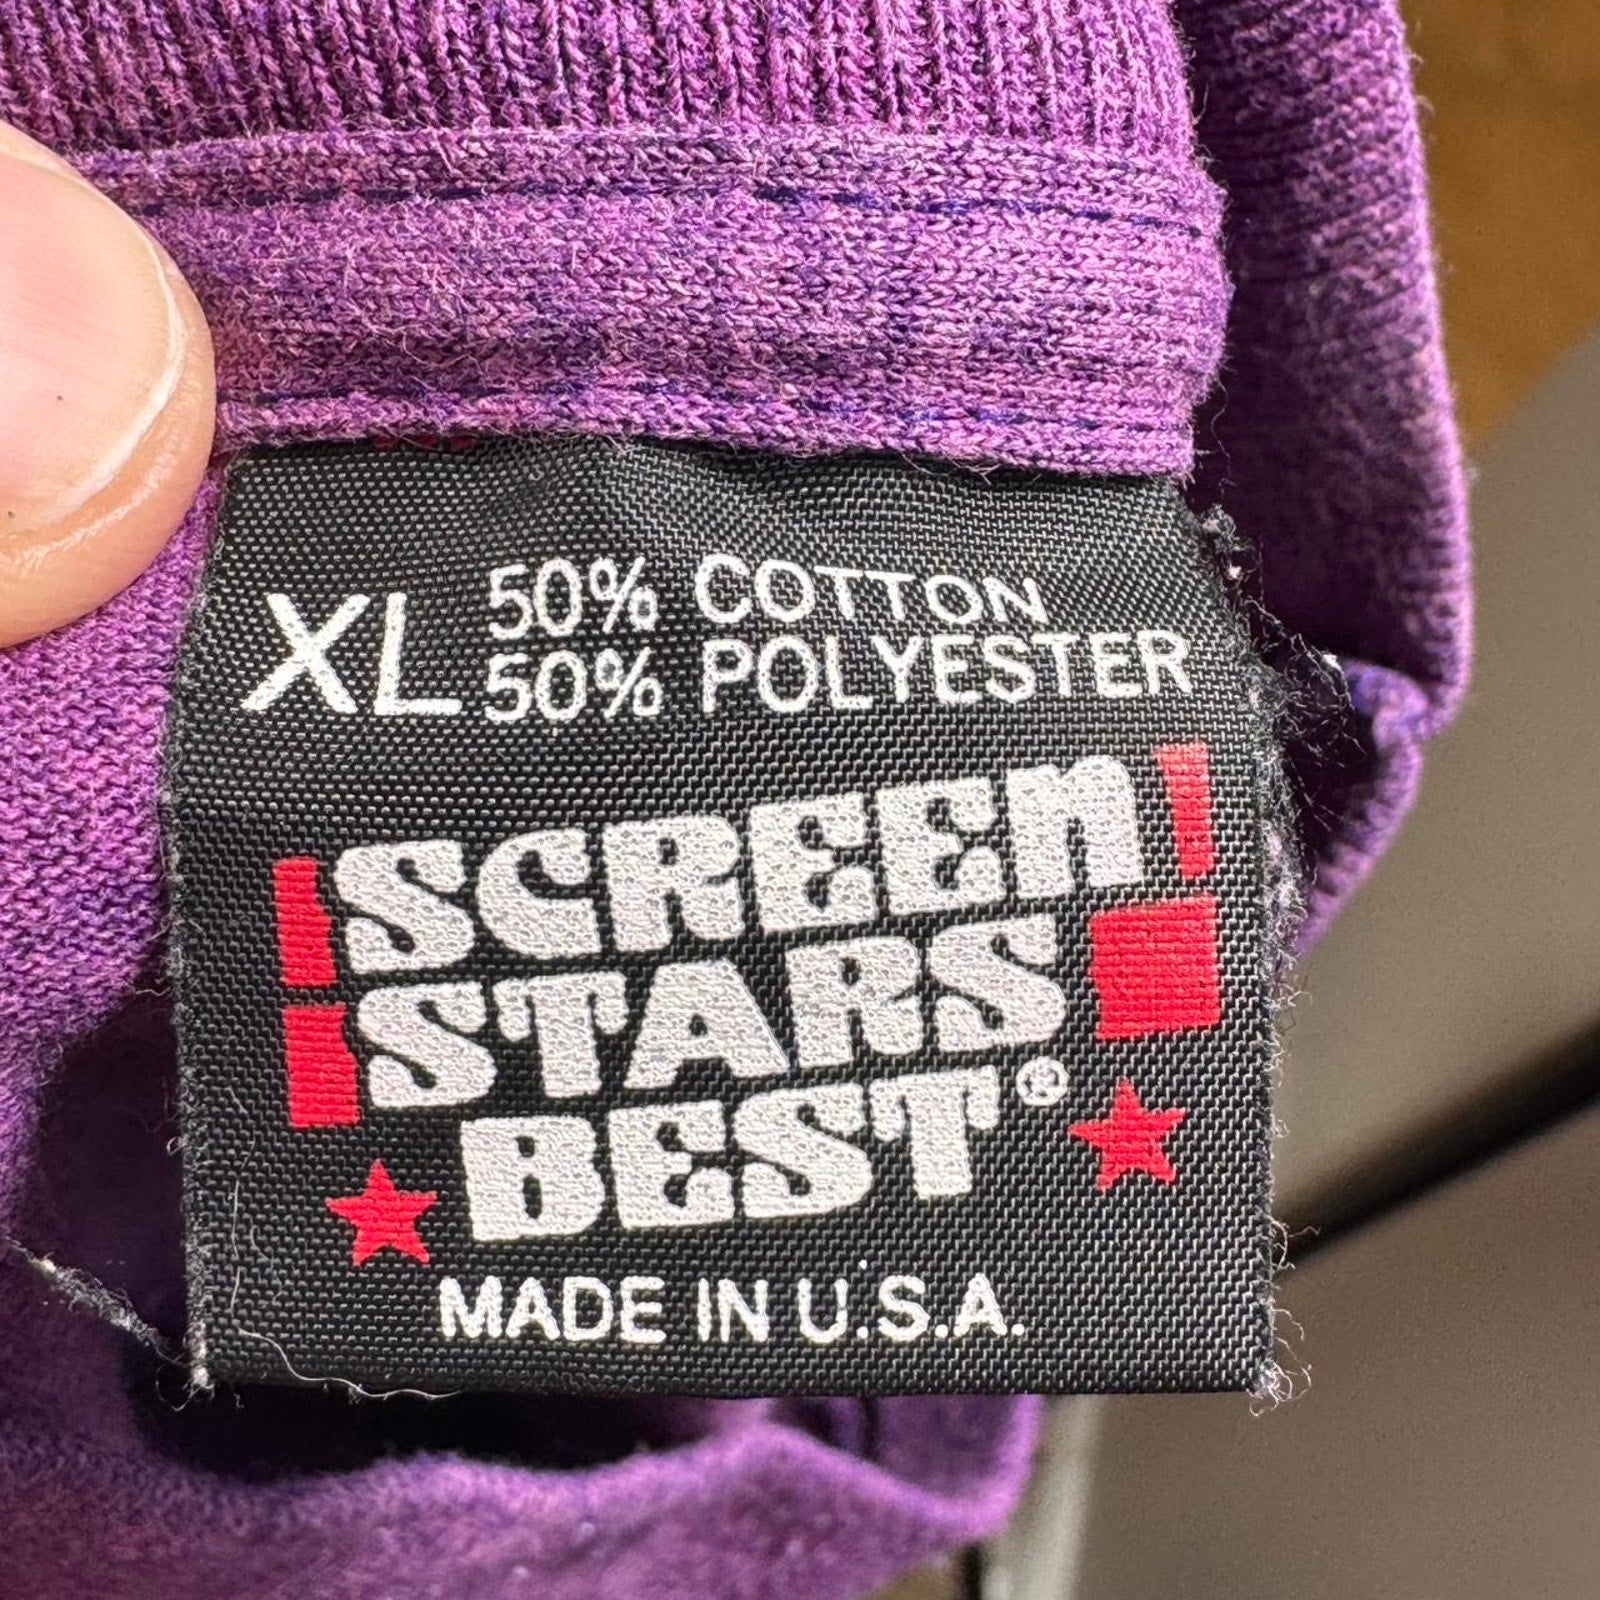 XL 50% COTTON
50% POLYESTER
SCREEN
STARS
BEST®
MADE IN U.S.A.